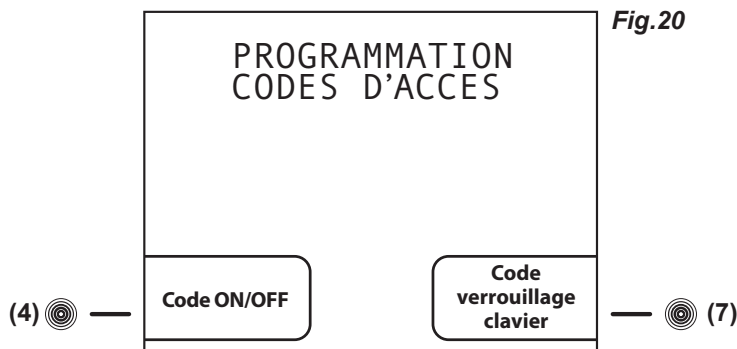 Fig.20
PROGRAMMATION
CODES D’ACCES
(4)
Code ON/OFF
Code
verrouillage
clavier
(7)